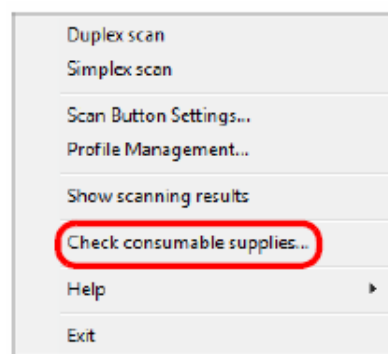 Duplex scan
Simplex scan
Scan Button Settings...
Profile Management...
Show scanning results
Check consumable supplies...
Help
Exit